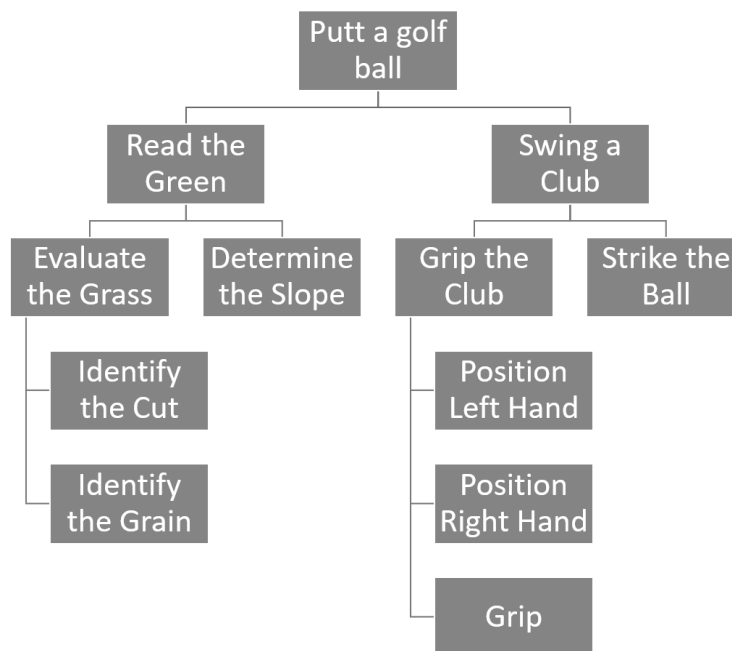 Putt a golf
ball
Read the
Green
Swing a
Club
Evaluate
the Grass
Determine
the Slope
Grip the
Club
Strike the
Ball
Identify
the Cut
Position
Left Hand
Identify
the Grain
Position
Right Hand
Grip